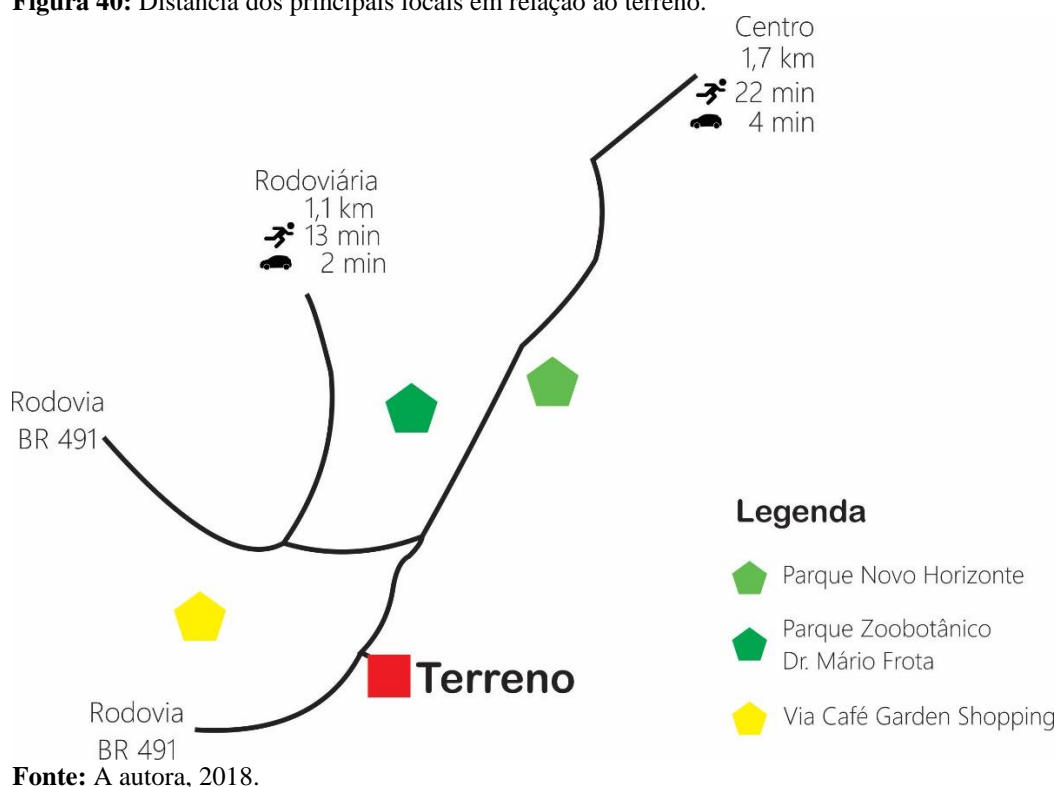 Figura 40: Distância dos principais locais em relação ao terreno.
Centro
1,7 km
22 min
4 min
Rodoviária
1,1 km
13 min
2 min
Rodovia
BR 491
Legenda
Parque Novo Horizonte
Parque Zoobotânico
Dr. Mário Frota
Via Café Garden Shopping
Terreno
Rodovia
BR 491
Fonte: A autora, 2018.